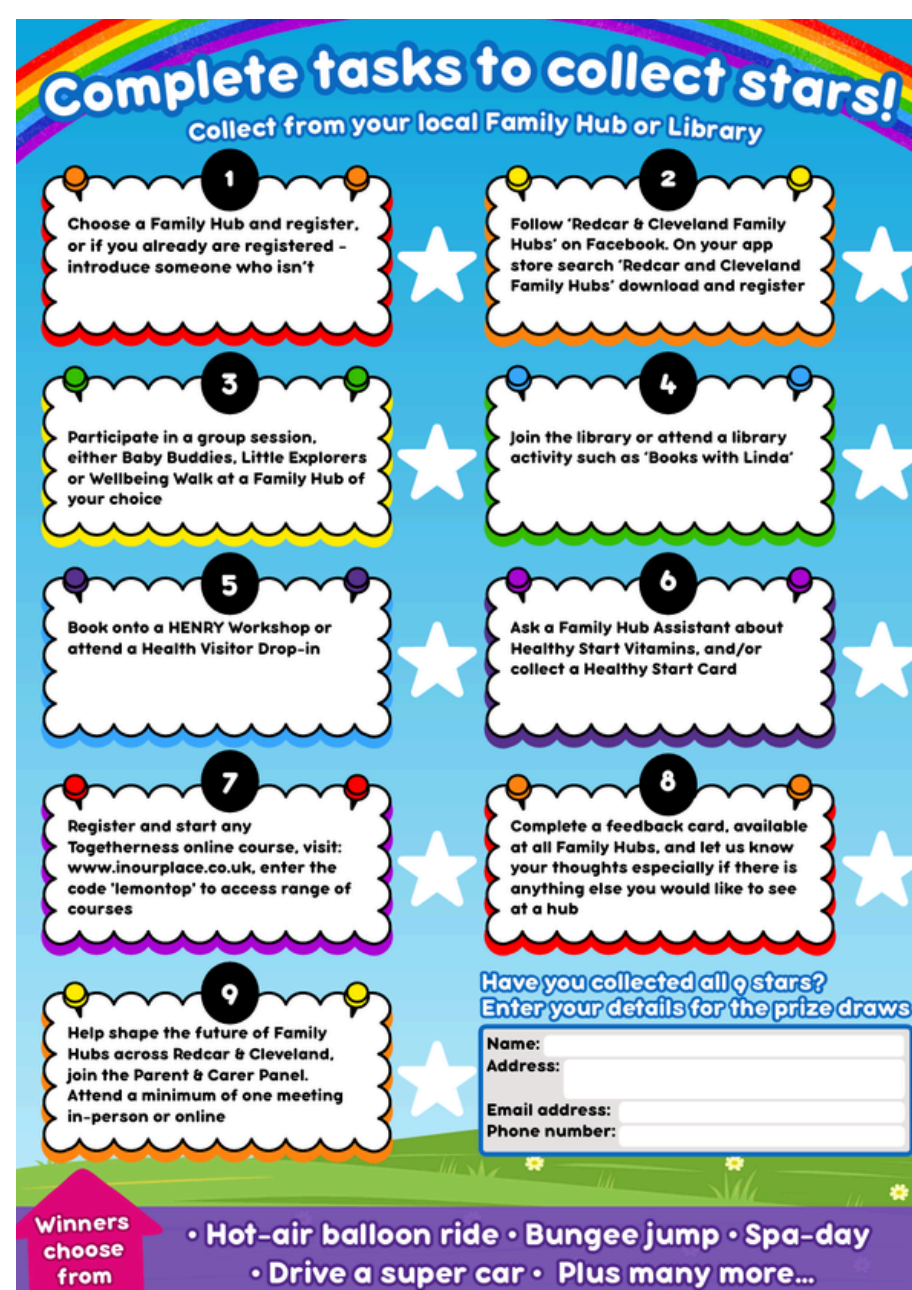 Complete tasks to collect stars!
Collect from your local Family Hub or Library
1
Choose a Family Hub and register,
or if you already are registered -
introduce someone who isn't
2
Follow 'Redcar & Cleveland Family
Hubs' on Facebook. On your app
store search 'Redcar and Cleveland
Family Hubs' download and register
3
Participate in a group session,
either Baby Buddies, Little Explorers
or Wellbeing Walk at a Family Hub of
your choice
4
Join the library or attend a library
activity such as 'Books with Linda'
5
Book onto a HENRY Workshop or
attend a Health Visitor Drop-in
6
Ask a Family Hub Assistant about
Healthy Start Vitamins, and/or
collect a Healthy Start Card
7
Register and start any
Togetherness online course, visit:
www.inourplace.co.uk, enter the
code 'lemontop' to access range of
courses
8
Complete a feedback card, available
at all Family Hubs, and let us know
your thoughts especially if there is
anything else you would like to see
at a hub
9
Help shape the future of Family
Hubs across Redcar & Cleveland,
join the Parent & Carer Panel.
Attend a minimum of one meeting
in-person or online
Have you collected all 9 stars?
Enter your details for the prize draws
Name:
Address:
Email address:
Phone number:
Winners
choose
from
• Hot-air balloon ride • Bungee jump • Spa-day
• Drive a super car • Plus many more...